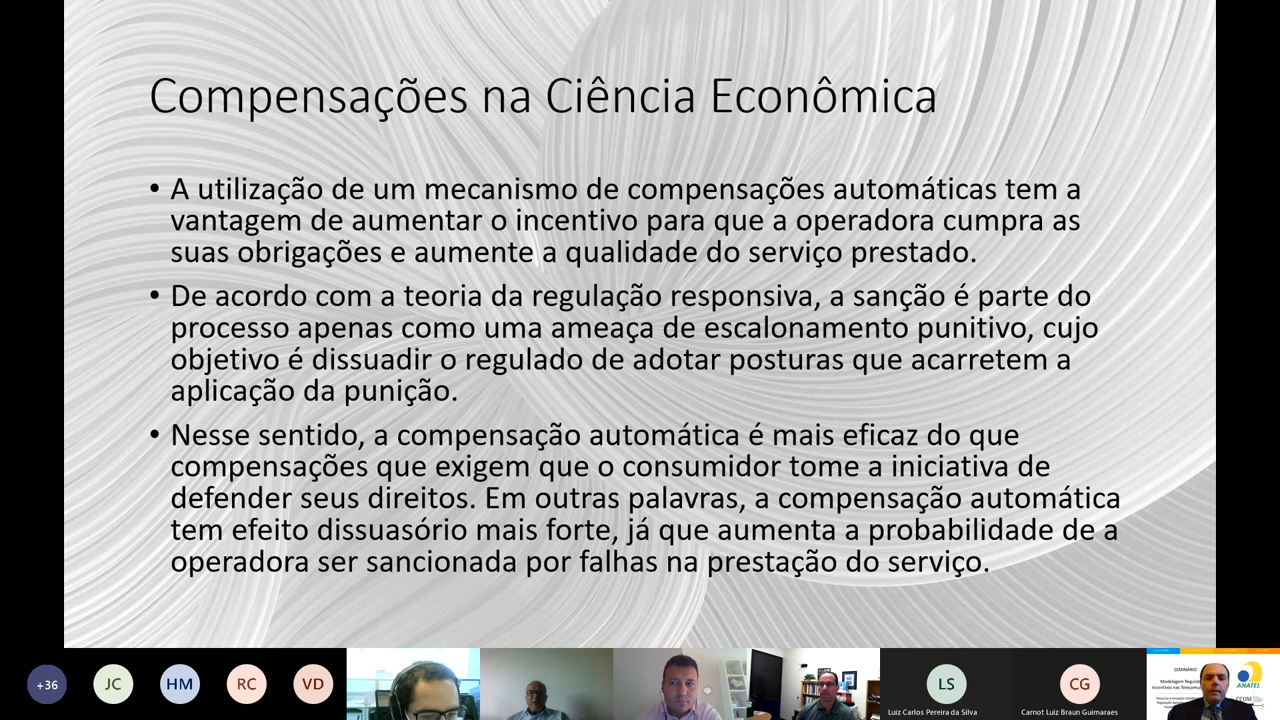 Compensações na Ciência Econômica
• A utilização de um mecanismo de compensações automáticas tem a
vantagem de aumentar o incentivo para que a operadora cumpra as
suas obrigações e aumente a qualidade do serviço prestado.
• De acordo com a teoria da regulação responsiva, a sanção é parte do
processo apenas como uma ameaça de escalonamento punitivo, cujo
objetivo é dissuadir o regulado de adotar posturas que acarretem a
aplicação da punição.
• Nesse sentido, a compensação automática é mais eficaz do que
compensações que exigem que o consumidor tome a iniciativa de
defender seus direitos. Em outras palavras, a compensação automática
tem efeito dissuasório mais forte, já que aumenta a probabilidade de a
operadora ser sancionada por falhas na prestação do serviço.
+36
JC
HM
RC
VD
LS
Luiz Carlos Pereira da Silva
CG
Carnot Luiz Braun Guimaraes
SEMINÁRIO
Modelagem
Incentivos nas
ANATEL